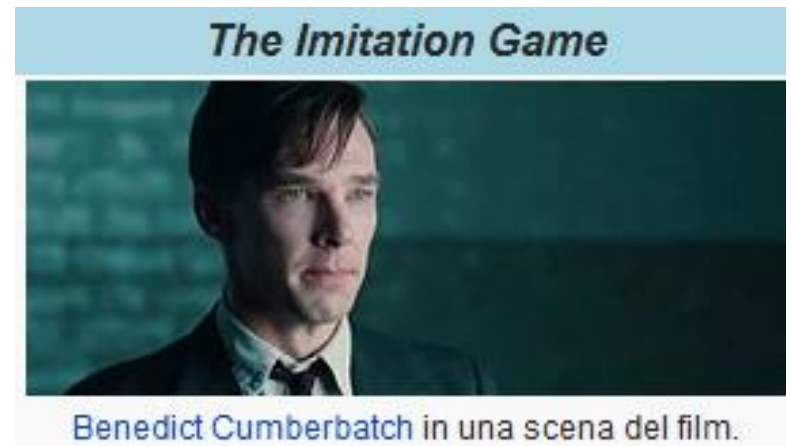 The Imitation Game
Benedict Cumberbatch in una scena del film.